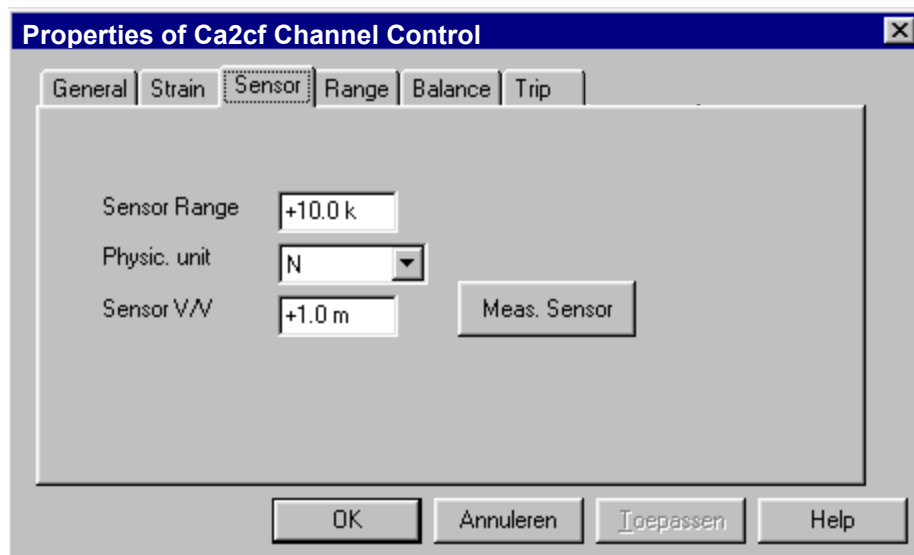 Properties of Ca2cf Channel Control
General Strain Sensor Range Balance Trip
Sensor Range +10.0 k
Physic. unit N
Sensor V/V +1.0 m Meas. Sensor
OK Annuleren Toepassen Help